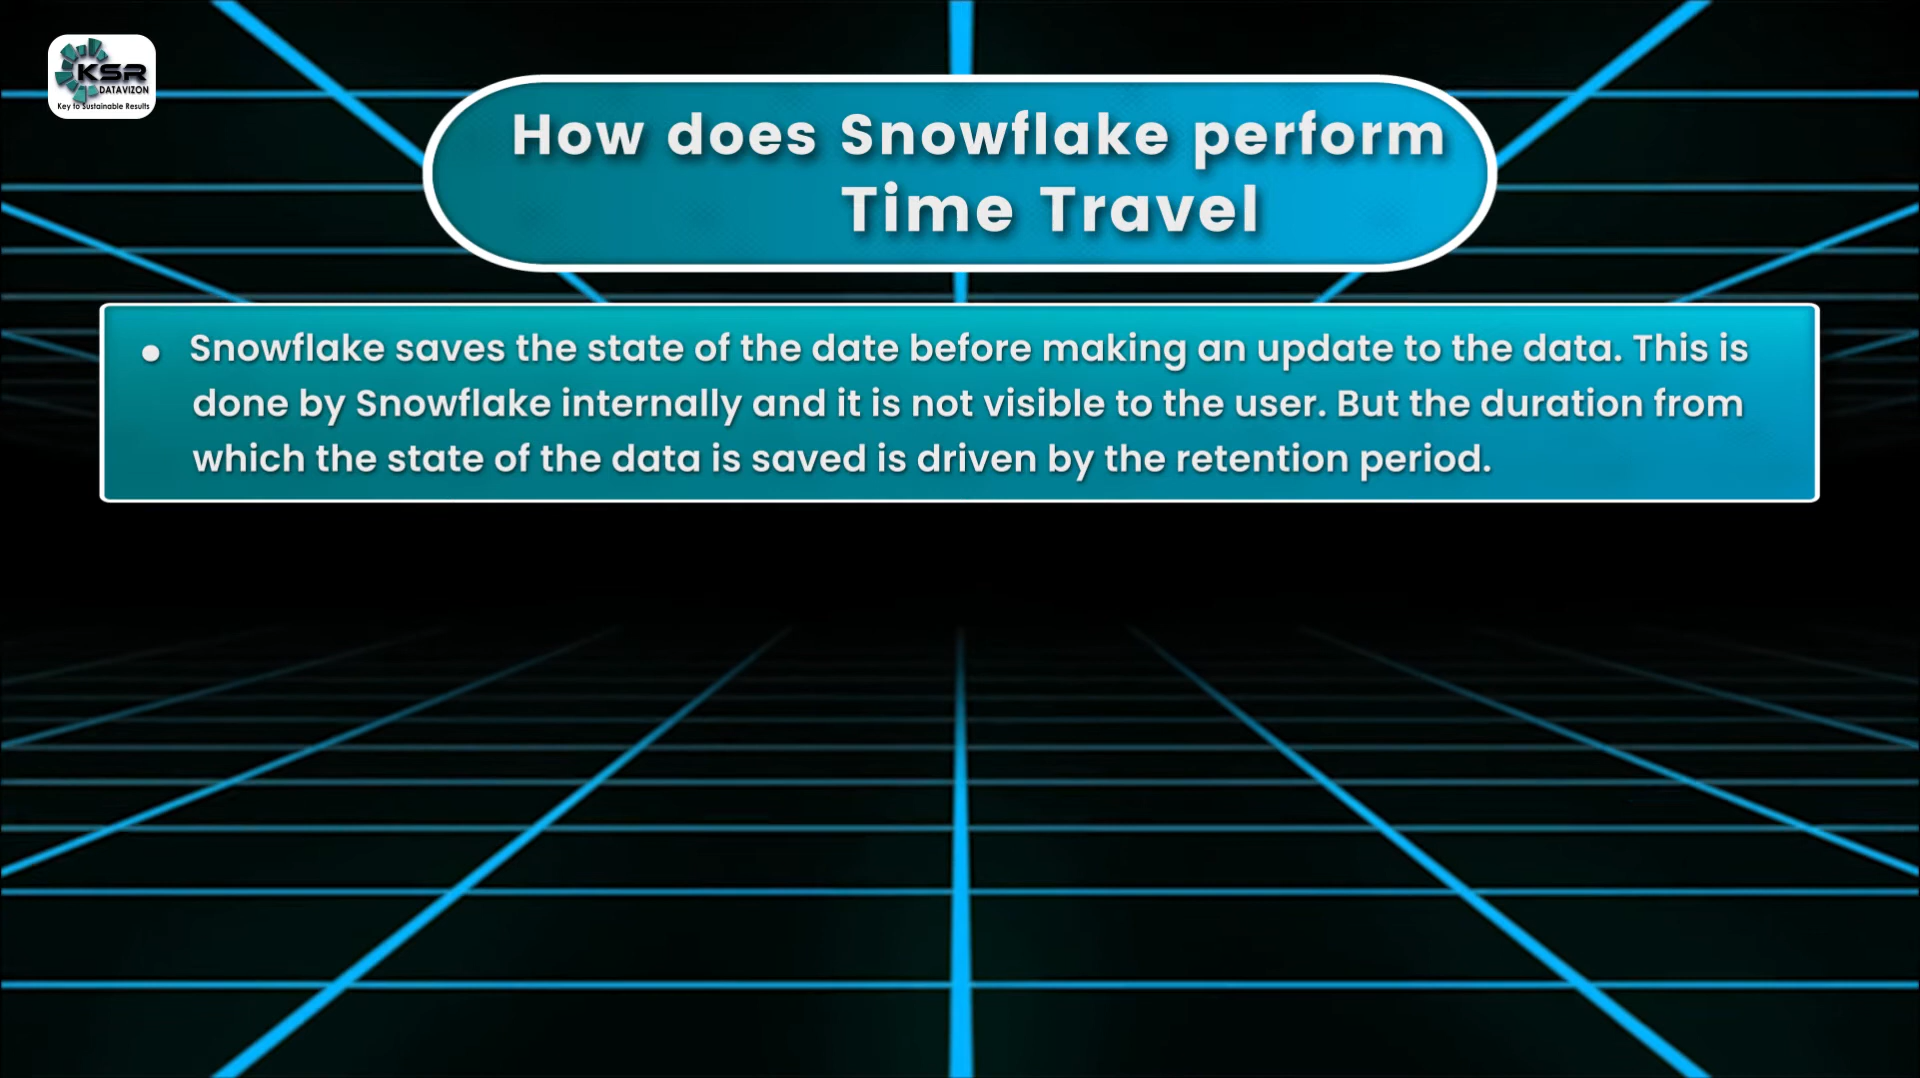 KSR
DATAVIZON
Key to Sustainable Results
How does Snowflake perform
Time Travel
• Snowflake saves the state of the date before making an update to the data. This is
done by Snowflake internally and it is not visible to the user. But the duration from
which the state of the data is saved is driven by the retention period.